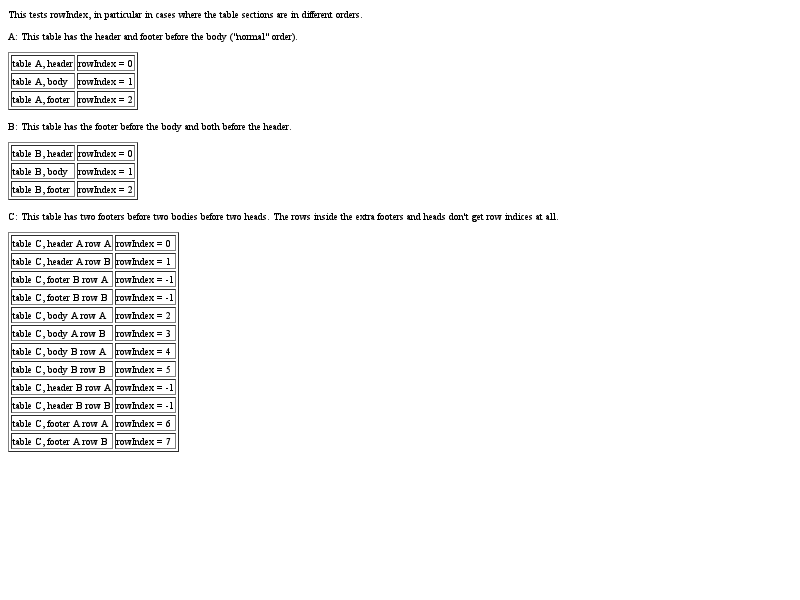 This tests rowIndex, in particular in cases where the table sections are in different orders.
A: This table has the header and footer before the body ("normal" order).
table A, header rowIndex = 0
table A, body rowIndex = 1
table A, footer rowIndex = 2
B: This table has the footer before the body and both before the header.
table B, header rowIndex = 0
table B, body rowIndex = 1
table B, footer rowIndex = 2
C: This table has two footers before two bodies before two heads. The rows inside the extra footers and heads don't get row indices at all.
table C, header A row A rowIndex = 0
table C, header A row B rowIndex = 1
table C, footer B row A rowIndex = -1
table C, footer B row B rowIndex = -1
table C, body A row A rowIndex = 2
table C, body A row B rowIndex = 3
table C, body B row A rowIndex = 4
table C, body B row B rowIndex = 5
table C, header B row A rowIndex = -1
table C, header B row B rowIndex = -1
table C, footer A row A rowIndex = 6
table C, footer A row B rowIndex = 7